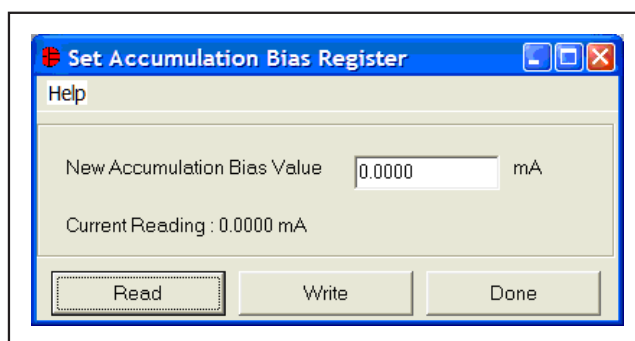 Set Accumulation Bias Register
Help
New Accumulation Bias Value 0.0000 mA
Current Reading : 0.0000 mA
Read Write Done